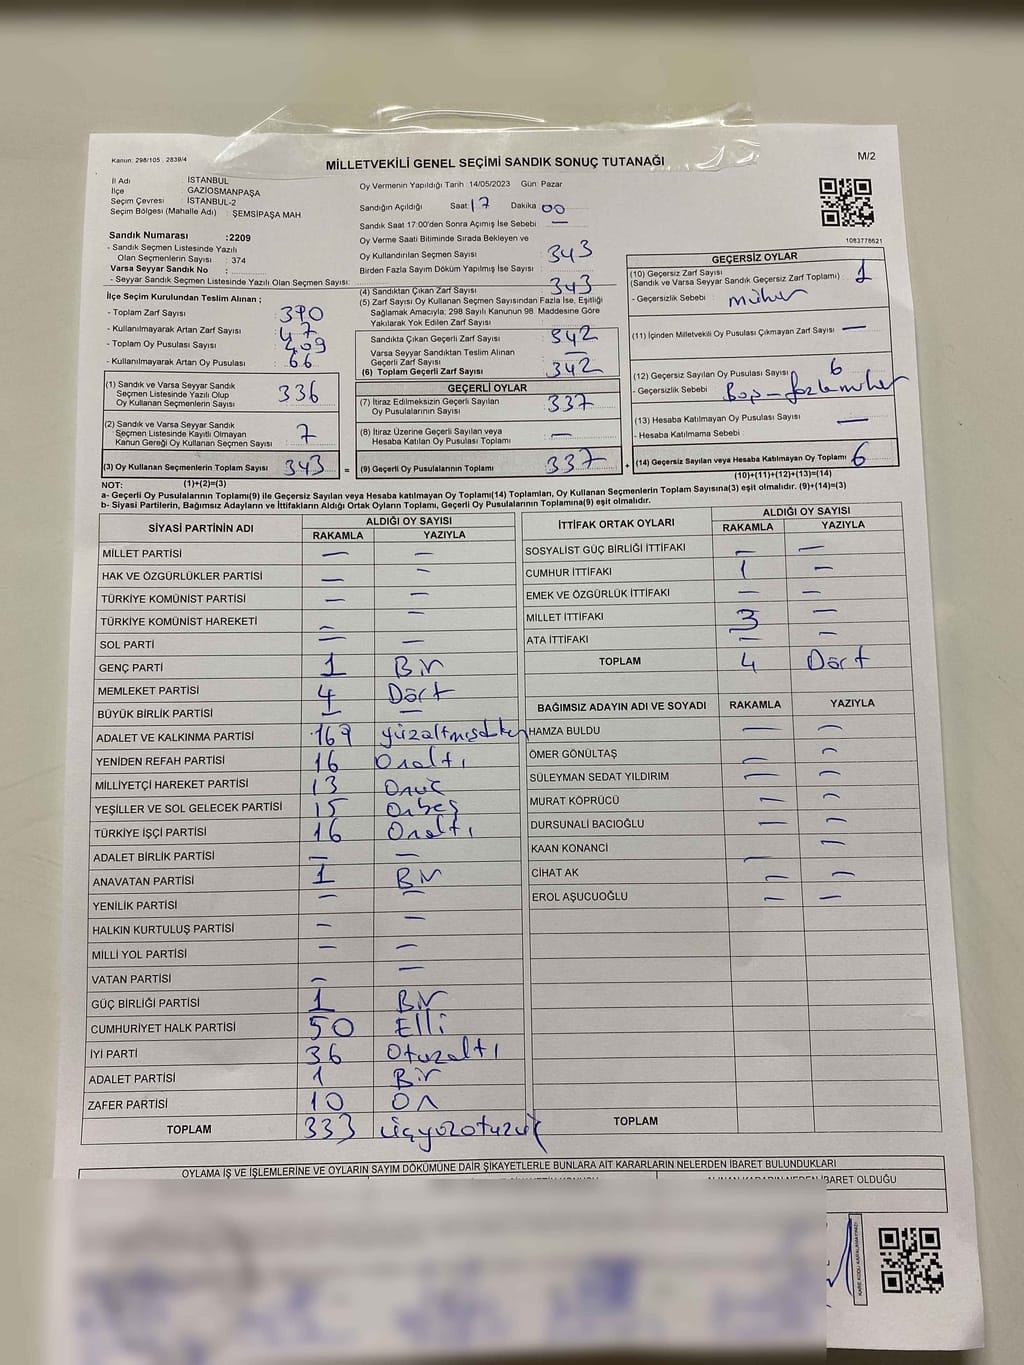 Kanun: 298/105 . 2839/4
MİLLETVEKİLİ GENEL SEÇİMİ SANDIK SONUÇ TUTANAĞI
M/2
İl Adı : İSTANBUL
İlçe : GAZİOSMANPAŞA
Seçim Çevresi : İSTANBUL-2
Seçim Bölgesi (Mahalle Adı) : ŞEMSİPAŞA MAH.
Sandık Numarası :2209
- Sandık Seçmen Listesinde Yazılı
Olan Seçmenlerin Sayısı : 374
Varsa Seyyar Sandık No :
- Seyyar Sandık Seçmen Listesinde Yazılı Olan Seçmen Sayısı:
Oy Vermenin Yapıldığı Tarih :14/05/2023 Gün: Pazar
Sandığın Açıldığı Saat 17 Dakika 00
Sandık Saat 17:00'den Sonra Açılmış İse Sebebi —
Oy Verme Saati Bitiminde Sırada Bekleyen ve
Oy Kullandırılan Seçmen Sayısı 343
Birden Fazla Sayım Döküm Yapılmış İse Sayısı
1083778621
İlçe Seçim Kurulundan Teslim Alınan ;
- Toplam Zarf Sayısı : 390
- Kullanılmayarak Artan Zarf Sayısı : 47
- Toplam Oy Pusulası Sayısı : 409
- Kullanılmayarak Artan Oy Pusulası : 66
(1) Sandık ve Varsa Seyyar Sandık
Seçmen Listesinde Yazılı Olup
Oy Kullanan Seçmenlerin Sayısı : 336
(2) Sandık ve Varsa Seyyar Sandık
Seçmen Listesinde Kayıtlı Olmayan
Kanun Gereği Oy Kullanan Seçmen Sayısı : 7
(3) Oy Kullanan Seçmenlerin Toplam Sayısı : 343 =
(1)+(2)=(3)
(4) Sandıktan Çıkan Zarf Sayısı : 343
(5) Zarf Sayısı Oy Kullanan Seçmen Sayısından Fazla İse, Eşitliği
Sağlamak Amacıyla; 298 Sayılı Kanunun 98. Maddesine Göre
Yakılarak Yok Edilen Zarf Sayısı
Sandıkta Çıkan Geçerli Zarf Sayısı : 342
Varsa Seyyar Sandıktan Teslim Alınan
Geçerli Zarf Sayısı : —
(6) Toplam Geçerli Zarf Sayısı : 342
GEÇERLİ OYLAR
(7) İtiraz Edilmeksizin Geçerli Sayılan
Oy Pusulalarının Sayısı : 337
(8) İtiraz Üzerine Geçerli Sayılan veya
Hesaba Katılan Oy Pusulası Toplamı : —
(9) Geçerli Oy Pusulalarının Toplamı : 337 +
GEÇERSİZ OYLAR
(10) Geçersiz Zarf Sayısı : 1
(Sandık ve Varsa Seyyar Sandık Geçersiz Zarf Toplamı)
- Geçersizlik Sebebi : mühür
(11) İçinden Milletvekili Oy Pusulası Çıkmayan Zarf Sayısı —
(12) Geçersiz Sayılan Oy Pusulası Sayısı 6
- Geçersizlik Sebebi : Boş - fazla mühür
(13) Hesaba Katılmayan Oy Pusulası Sayısı —
- Hesaba Katılmama Sebebi
(14) Geçersiz Sayılan veya Hesaba Katılmayan Oy Toplamı 6
(10)+(11)+(12)+(13)=(14)
NOT:
a- Geçerli Oy Pusulalarının Toplamı(9) ile Geçersiz Sayılan veya Hesaba katılmayan Oy Toplamı(14) Toplamları, Oy Kullanan Seçmenlerin Toplam Sayısına(3) eşit olmalıdır. (9)+(14)=(3)
b- Siyasi Partilerin, Bağımsız Adayların ve İttifakların Aldığı Ortak Oyların Toplamı, Geçerli Oy Pusulalarının Toplamına(9) eşit olmalıdır.
SİYASİ PARTİNİN ADI ALDIĞI OY SAYISI
RAKAMLA YAZIYLA
MİLLET PARTİSİ — —
HAK VE ÖZGÜRLÜKLER PARTİSİ — —
TÜRKİYE KOMÜNİST PARTİSİ — —
TÜRKİYE KOMÜNİST HAREKETİ — —
SOL PARTİ — —
GENÇ PARTİ 1 Bir
MEMLEKET PARTİSİ 4 Dört
BÜYÜK BİRLİK PARTİSİ — —
ADALET VE KALKINMA PARTİSİ 169 yüzaltmışdokuz
YENİDEN REFAH PARTİSİ 16 Onaltı
MİLLİYETÇİ HAREKET PARTİSİ 13 Onüç
YEŞİLLER VE SOL GELECEK PARTİSİ 15 Onbeş
TÜRKİYE İŞÇİ PARTİSİ 16 Onaltı
ADALET BİRLİK PARTİSİ — —
ANAVATAN PARTİSİ 1 Bir
YENİLİK PARTİSİ — —
HALKIN KURTULUŞ PARTİSİ — —
MİLLİ YOL PARTİSİ — —
VATAN PARTİSİ — —
GÜÇ BİRLİĞİ PARTİSİ 1 Bir
CUMHURİYET HALK PARTİSİ 50 Elli
İYİ PARTİ 36 Otuzaltı
ADALET PARTİSİ 1 Bir
ZAFER PARTİSİ 10 On
TOPLAM 333 üçyüzotuzüç
İTTİFAK ORTAK OYLARI ALDIĞI OY SAYISI
RAKAMLA YAZIYLA
SOSYALİST GÜÇ BİRLİĞİ İTTİFAKI — —
CUMHUR İTTİFAKI 1 —
EMEK VE ÖZGÜRLÜK İTTİFAKI — —
MİLLET İTTİFAKI 3 —
ATA İTTİFAKI — —
TOPLAM 4 Dört
BAĞIMSIZ ADAYIN ADI VE SOYADI RAKAMLA YAZIYLA
HAMZA BULDU — —
ÖMER GÖNÜLTAŞ — —
SÜLEYMAN SEDAT YILDIRIM — —
MURAT KÖPRÜCÜ — —
DURSUNALİ BACIOĞLU — —
KAAN KONANCİ — —
CİHAT AK — —
EROL AŞUCUOĞLU — —
TOPLAM
OYLAMA İŞ VE İŞLEMLERİNE VE OYLARIN SAYIM DÖKÜMÜNE DAİR ŞİKAYETLERLE BUNLARA AİT KARARLARIN NELERDEN İBARET BULUNDUKLARI
ALINAN KARARIN NEDEN İBARET OLDUĞU